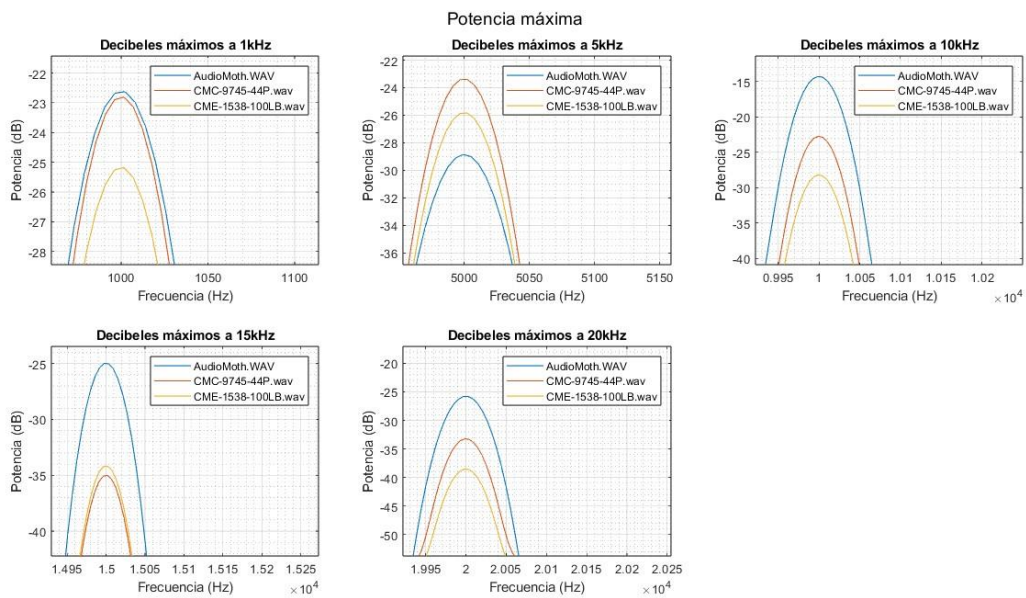 Potencia máxima
Decibeles máximos a 1kHz
-22
-23
-24
-25
-26
-27
-28
Potencia (dB)
AudioMoth.WAV
CMC-9745-44P.wav
CME-1538-100LB.wav
1000
1050
1100
Frecuencia (Hz)
Decibeles máximos a 5kHz
-22
-24
-26
-28
-30
-32
-34
-36
Potencia (dB)
AudioMoth.WAV
CMC-9745-44P.wav
CME-1538-100LB.wav
5000
5050
5100
5150
Frecuencia (Hz)
Decibeles máximos a 10kHz
-15
-20
-25
-30
-35
-40
Potencia (dB)
AudioMoth.WAV
CMC-9745-44P.wav
CME-1538-100LB.wav
0.9995
1
1.005
1.01
1.015
1.02
Frecuencia (Hz)
×10⁴
Decibeles máximos a 15kHz
-25
-30
-35
-40
Potencia (dB)
AudioMoth.WAV
CMC-9745-44P.wav
CME-1538-100LB.wav
1.495
1.5
1.505
1.51
1.515
1.52
1.525
Frecuencia (Hz)
×10⁴
Decibeles máximos a 20kHz
-20
-25
-30
-35
-40
-45
-50
Potencia (dB)
AudioMoth.WAV
CMC-9745-44P.wav
CME-1538-100LB.wav
1.995
2
2.005
2.01
2.015
2.02
2.025
Frecuencia (Hz)
×10⁴